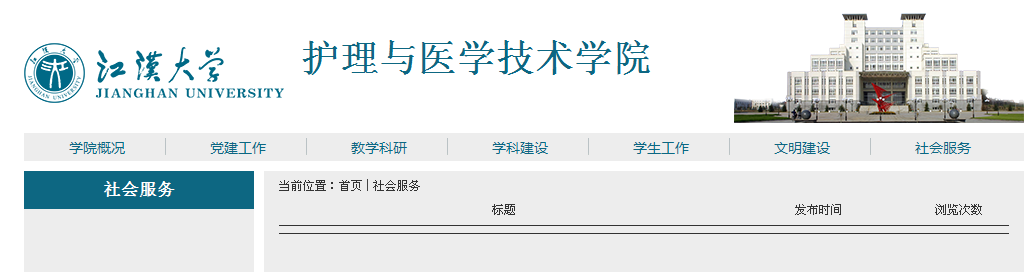 江漢大学
JIANGHAN UNIVERSITY
护理与医学技术学院
学院概况 党建工作 教学科研 学科建设 学生工作 文明建设 社会服务
社会服务
当前位置：首页 | 社会服务
标题 发布时间 浏览次数